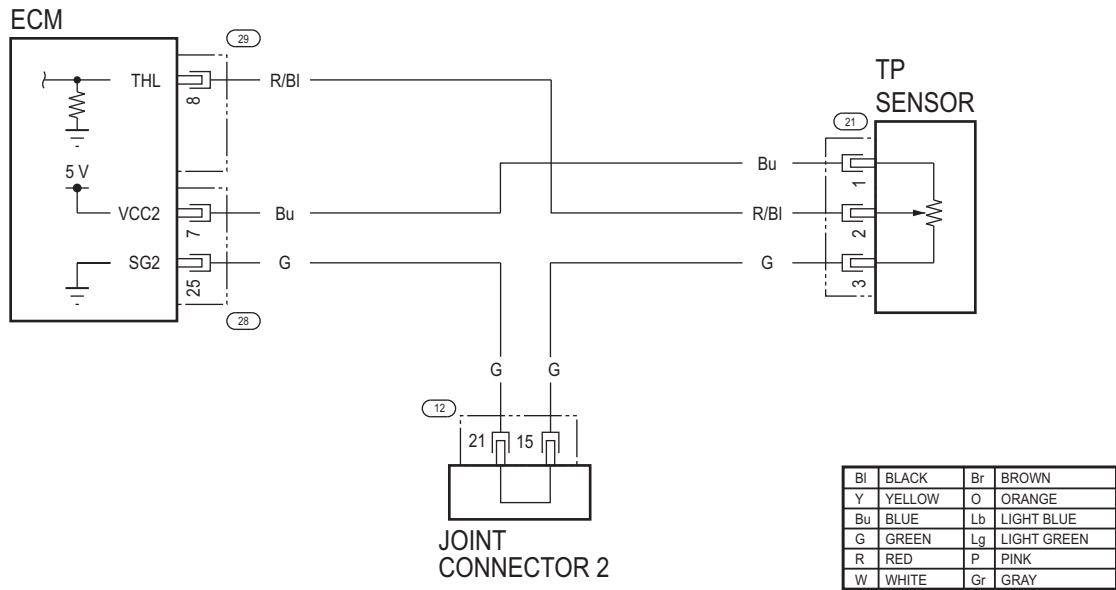 ECM
29
THL
8
R/Bl
5 V
VCC2
7
Bu
SG2
25
G
28
TP
SENSOR
21
Bu
1
R/Bl
2
G
3
G
G
12
21
15
JOINT
CONNECTOR 2
Bl BLACK Br BROWN
Y YELLOW O ORANGE
Bu BLUE Lb LIGHT BLUE
G GREEN Lg LIGHT GREEN
R RED P PINK
W WHITE Gr GRAY